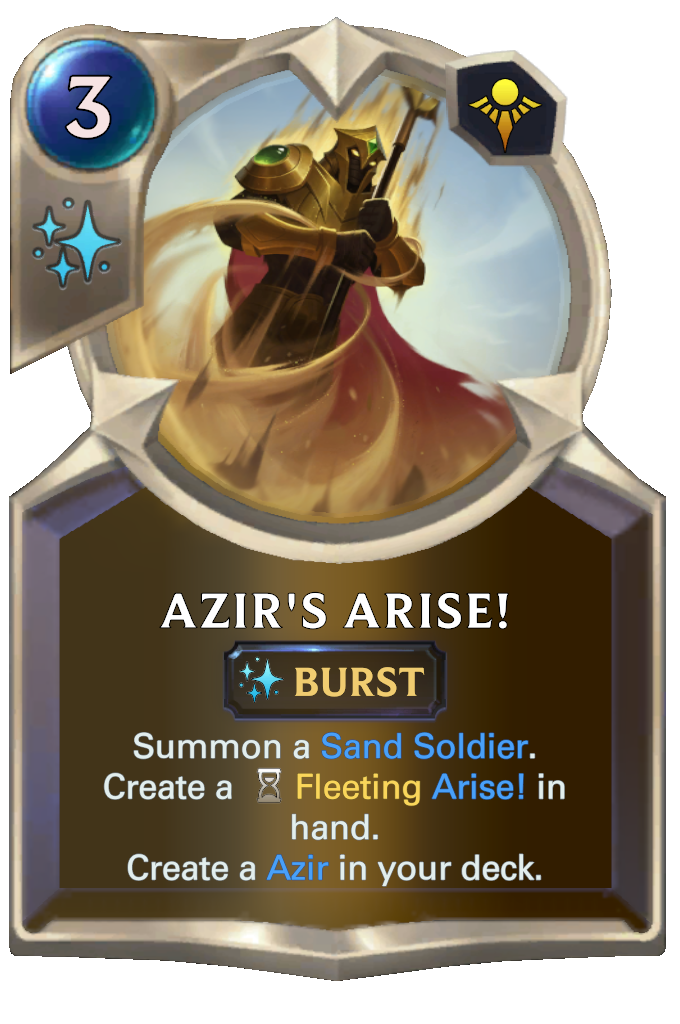 3
AZIR'S ARISE!
BURST
Summon a Sand Soldier.
Create a Fleeting Arise! in
hand.
Create a Azir in your deck.